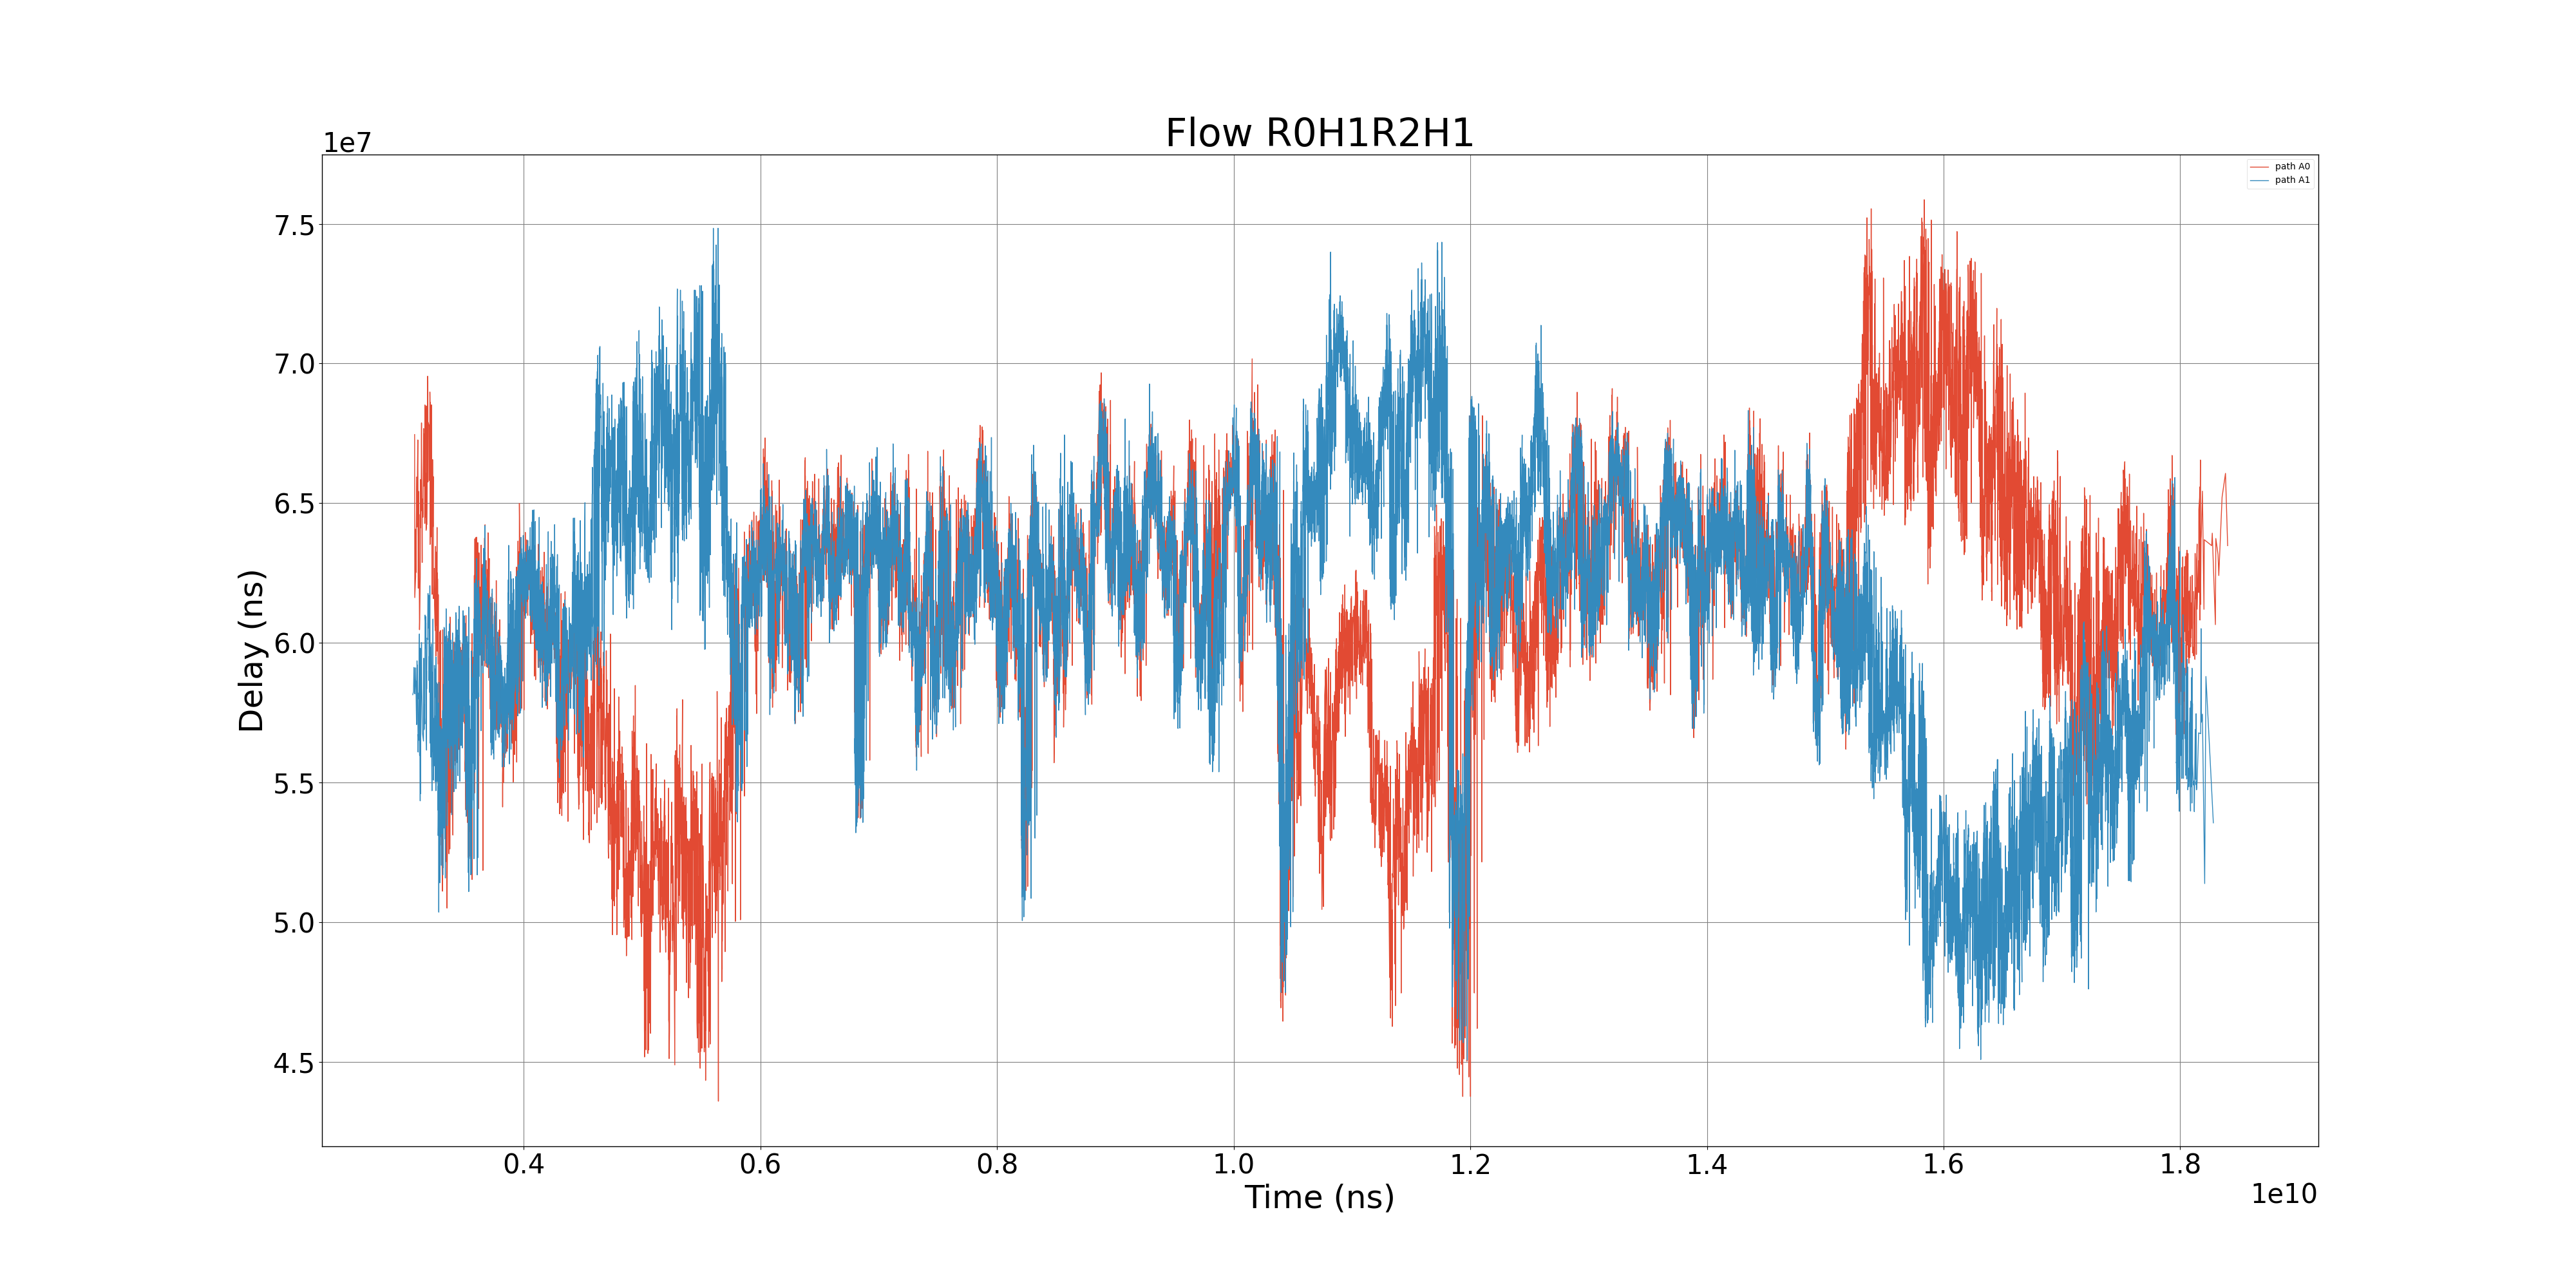 Flow R0H1R2H1
1e7
path A0
path A1
7.5
7.0
6.5
6.0
5.5
5.0
4.5
Delay (ns)
0.4 0.6 0.8 1.0 1.2 1.4 1.6 1.8
Time (ns)
1e10